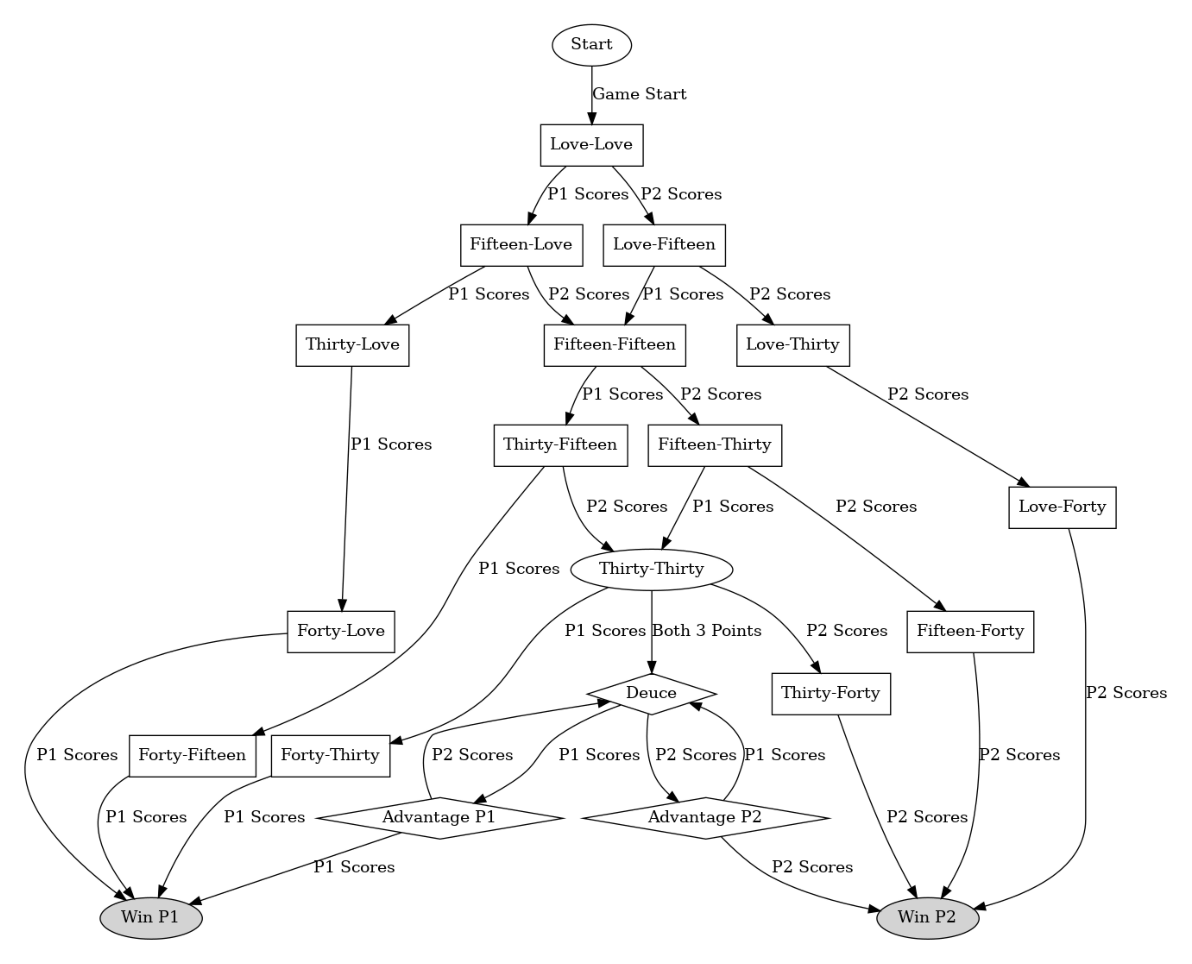 Start
Game Start
Love-Love
P1 Scores
P2 Scores
Fifteen-Love
Love-Fifteen
P1 Scores
P2 Scores
P1 Scores
P2 Scores
Thirty-Love
Fifteen-Fifteen
Love-Thirty
P1 Scores
P2 Scores
P2 Scores
P1 Scores
Thirty-Fifteen
Fifteen-Thirty
P2 Scores
P1 Scores
P2 Scores
Love-Forty
P1 Scores
Thirty-Thirty
Forty-Love
P1 Scores
Both 3 Points
P2 Scores
Fifteen-Forty
Deuce
Thirty-Forty
P2 Scores
P1 Scores
Forty-Fifteen
Forty-Thirty
P2 Scores
P1 Scores
P2 Scores
P1 Scores
P2 Scores
P1 Scores
P1 Scores
Advantage P1
Advantage P2
P2 Scores
P1 Scores
P2 Scores
Win P1
Win P2